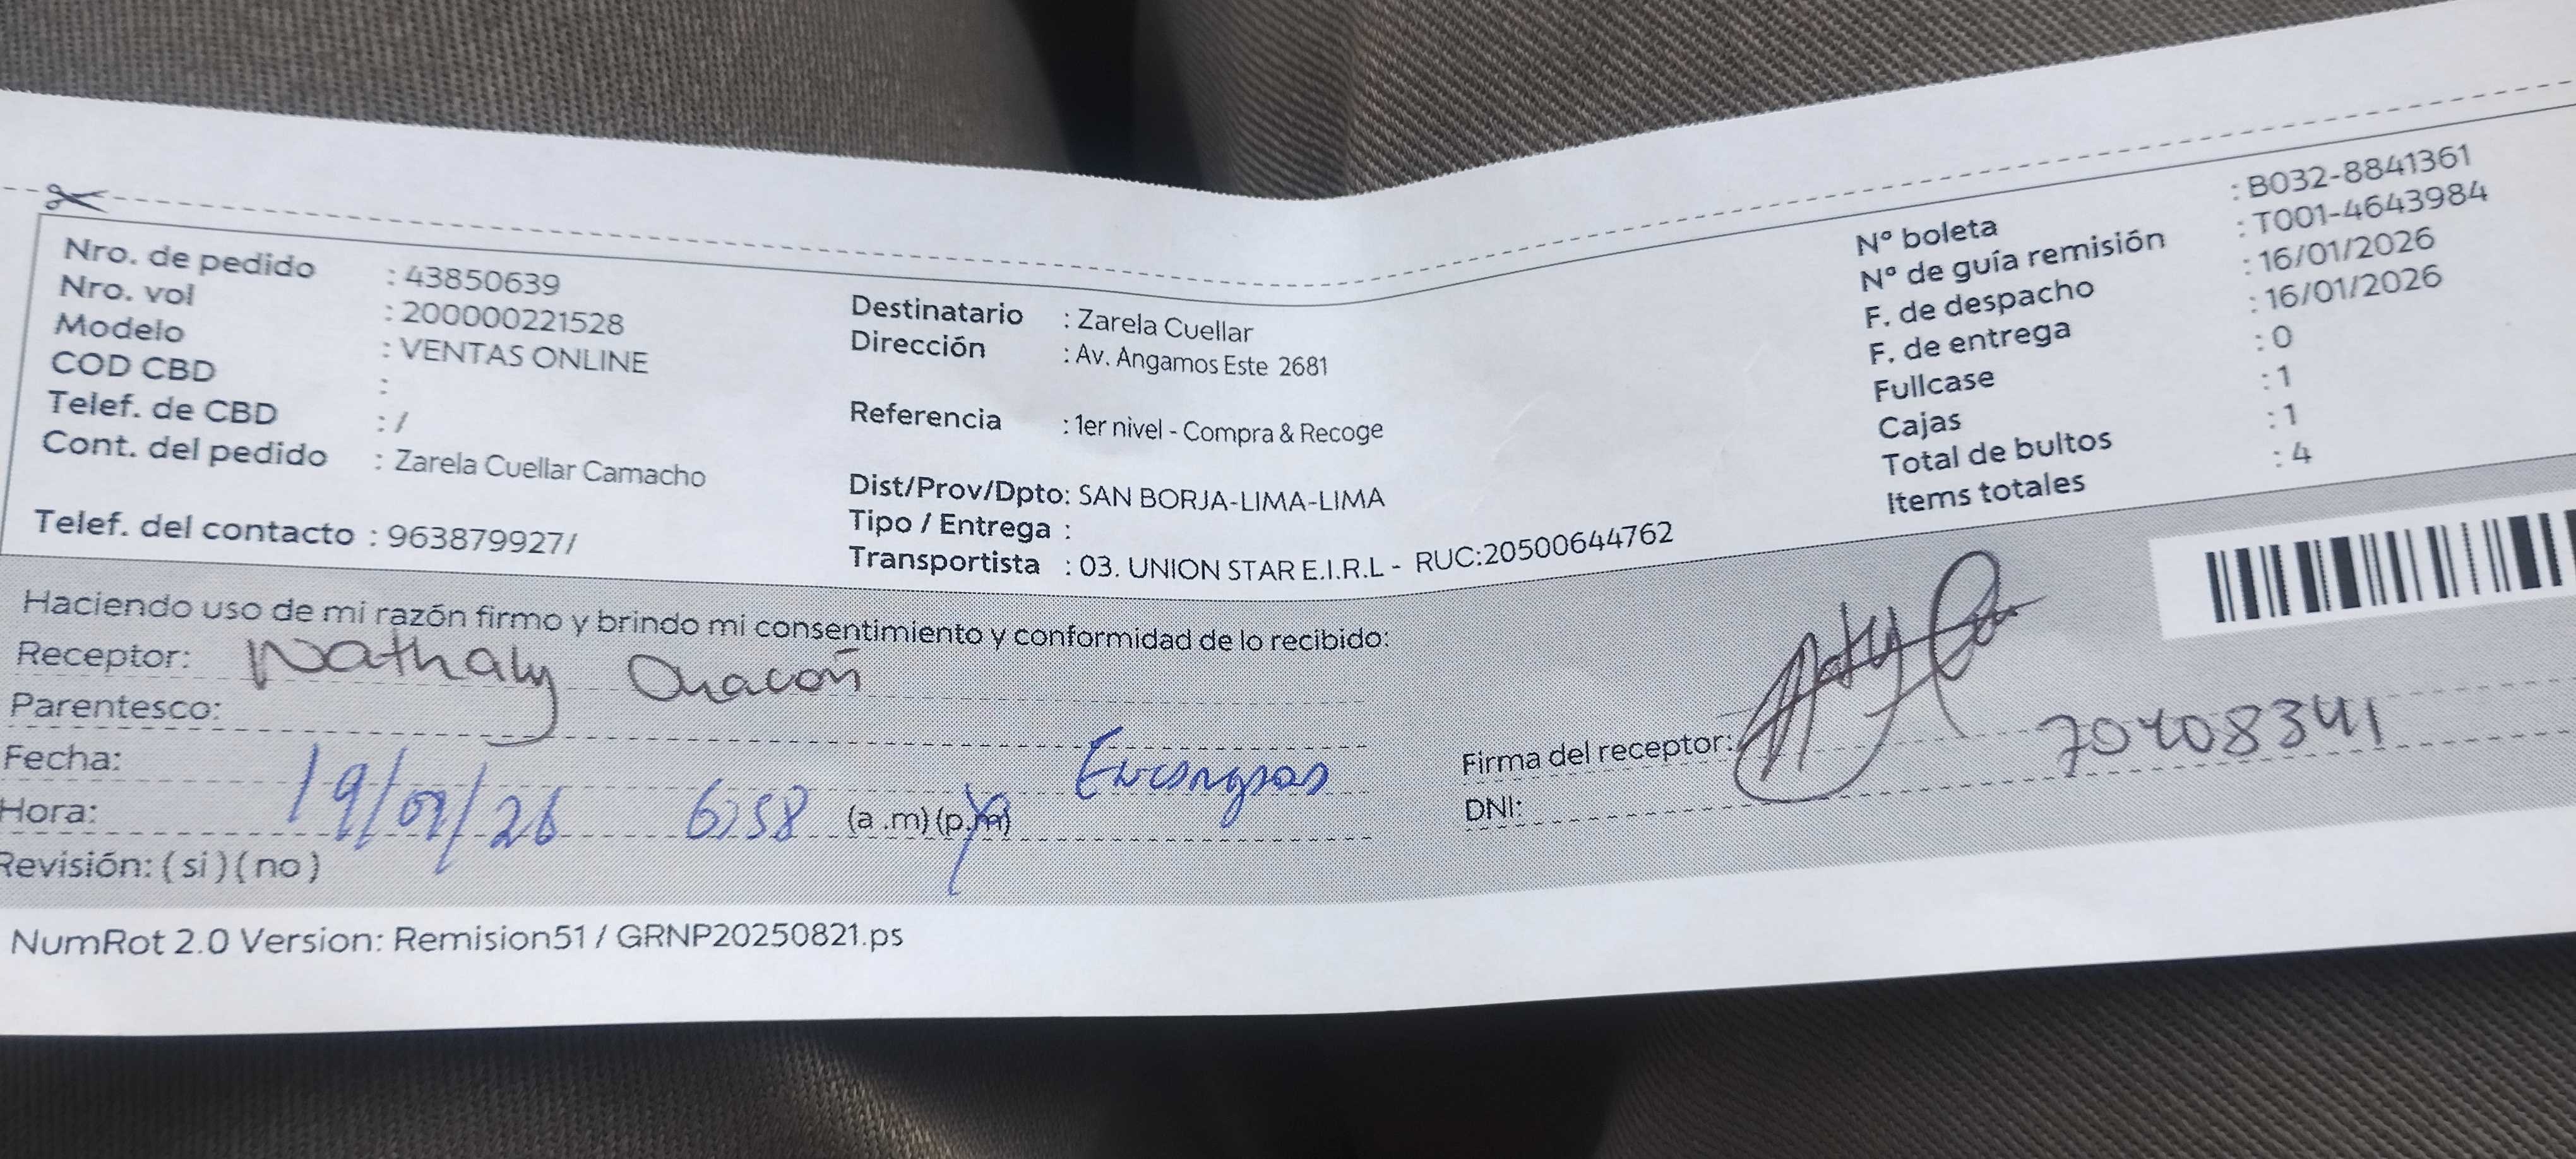 Nro. de pedido : 43850639
Nro. vol : 200000221528
Modelo : VENTAS ONLINE
COD CBD :
Telef. de CBD : /
Cont. del pedido : Zarela Cuellar Camacho
Telef. del contacto : 963879927/
Destinatario : Zarela Cuellar
Dirección : Av. Angamos Este 2681
Referencia : 1er nivel - Compra & Recoge
Dist/Prov/Dpto: SAN BORJA-LIMA-LIMA
Tipo / Entrega :
Transportista : 03. UNION STAR E.I.R.L - RUC:20500644762
N° boleta : B032-8841361
N° de guía remisión : T001-4643984
F. de despacho : 16/01/2026
F. de entrega : 16/01/2026
Fullcase : 0
Cajas : 1
Total de bultos : 1
Items totales : 4
Haciendo uso de mi razón firmo y brindo mi consentimiento y conformidad de lo recibido:
Receptor: Nathaly Chacón
Parentesco:
Fecha: 19/01/26
Hora: 6:58 (a .m) (p.m)
Revisión: ( si ) ( no )
Firma del receptor:
DNI: 70408341
NumRot 2.0 Version: Remision51 / GRNP20250821.ps